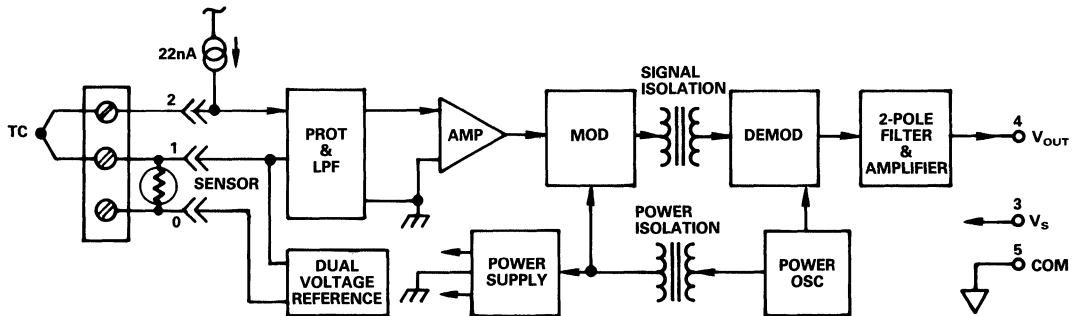 22nA
TC
2
1
SENSOR
0
PROT
&
LPF
AMP
MOD
SIGNAL
ISOLATION
DEMOD
2-POLE
FILTER
&
AMPLIFIER
4
VOUT
3
VS
5
COM
DUAL
VOLTAGE
REFERENCE
POWER
SUPPLY
POWER
ISOLATION
POWER
OSC